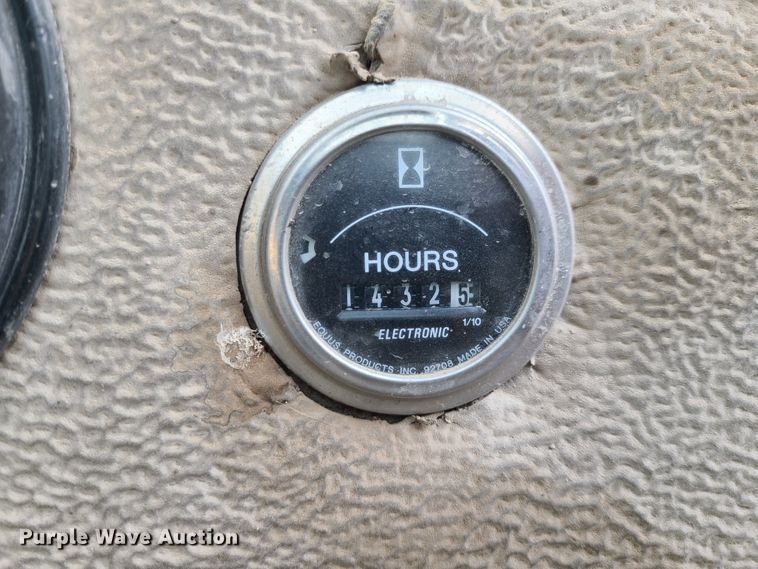 HOURS
1 4 3 2 5
ELECTRONIC 1/10
EQUUS PRODUCTS INC. 92708 MADE IN USA
Purple Wave Auction